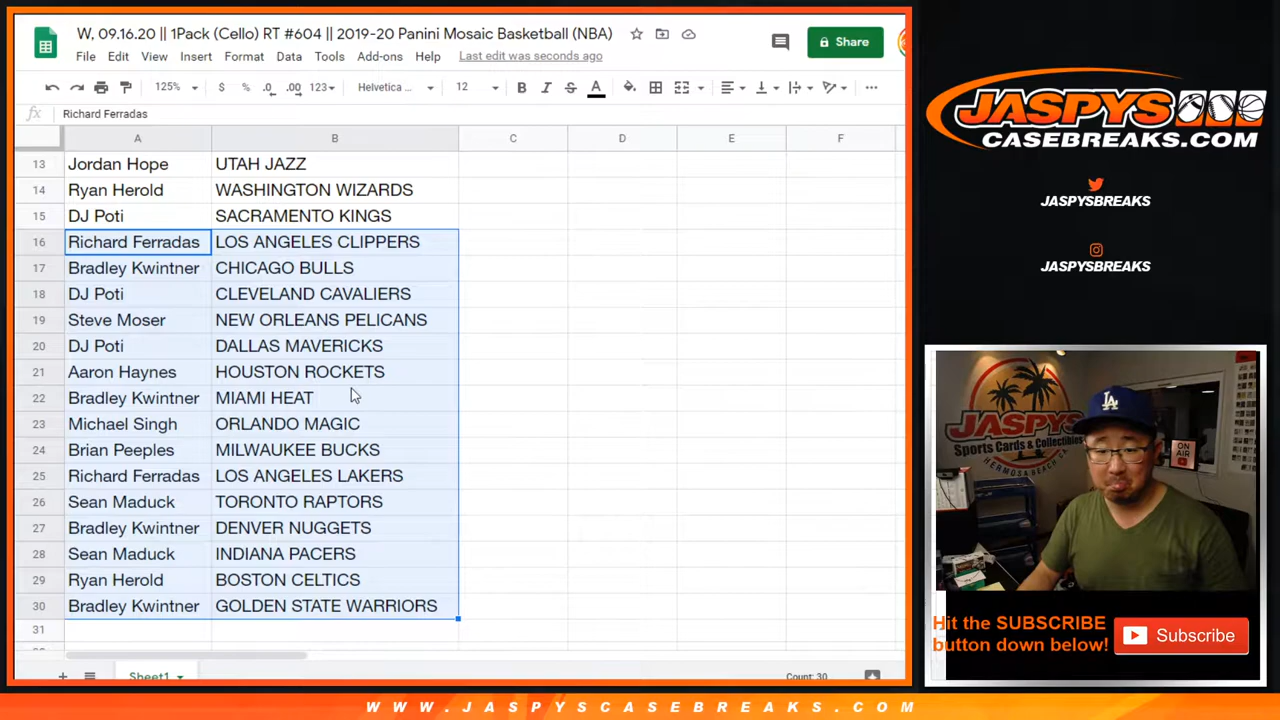 W, 09.16.20 || 1Pack (Cello) RT #604 || 2019-20 Panini Mosaic Basketball (NBA)
Share
File Edit View Insert Format Data Tools Add-ons Help Last edit was seconds ago
125% $ % .0 .00 123 Helvetica ... 12 B I S A
fx Richard Ferradas
A B C D E F
13 Jordan Hope UTAH JAZZ
14 Ryan Herold WASHINGTON WIZARDS
15 DJ Poti SACRAMENTO KINGS
16 Richard Ferradas LOS ANGELES CLIPPERS
17 Bradley Kwintner CHICAGO BULLS
18 DJ Poti CLEVELAND CAVALIERS
19 Steve Moser NEW ORLEANS PELICANS
20 DJ Poti DALLAS MAVERICKS
21 Aaron Haynes HOUSTON ROCKETS
22 Bradley Kwintner MIAMI HEAT
23 Michael Singh ORLANDO MAGIC
24 Brian Peeples MILWAUKEE BUCKS
25 Richard Ferradas LOS ANGELES LAKERS
26 Sean Maduck TORONTO RAPTORS
27 Bradley Kwintner DENVER NUGGETS
28 Sean Maduck INDIANA PACERS
29 Ryan Herold BOSTON CELTICS
30 Bradley Kwintner GOLDEN STATE WARRIORS
31
Sheet1 Count: 30
JASPYS
CASEBREAKS.COM
JASPYSBREAKS
JASPYSBREAKS
JASPYS
Sports Cards & Collectibles
HERMOSA BEACH
LA
ON AIR
Hit the SUBSCRIBE
button down below!
Subscribe
WWW.JASPYSCASEBREAKS.COM